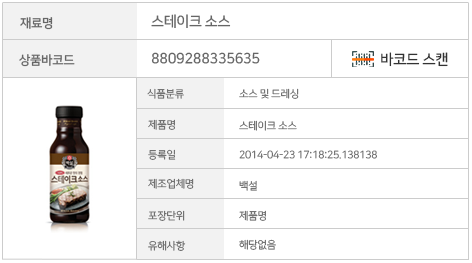 재료명 스테이크 소스
상품바코드 8809288335635 바코드 스캔
식품분류 소스 및 드레싱
제품명 스테이크 소스
등록일 2014-04-23 17:18:25.138138
제조업체명 백설
포장단위 제품명
유해사항 해당없음
백설
스테이크소스